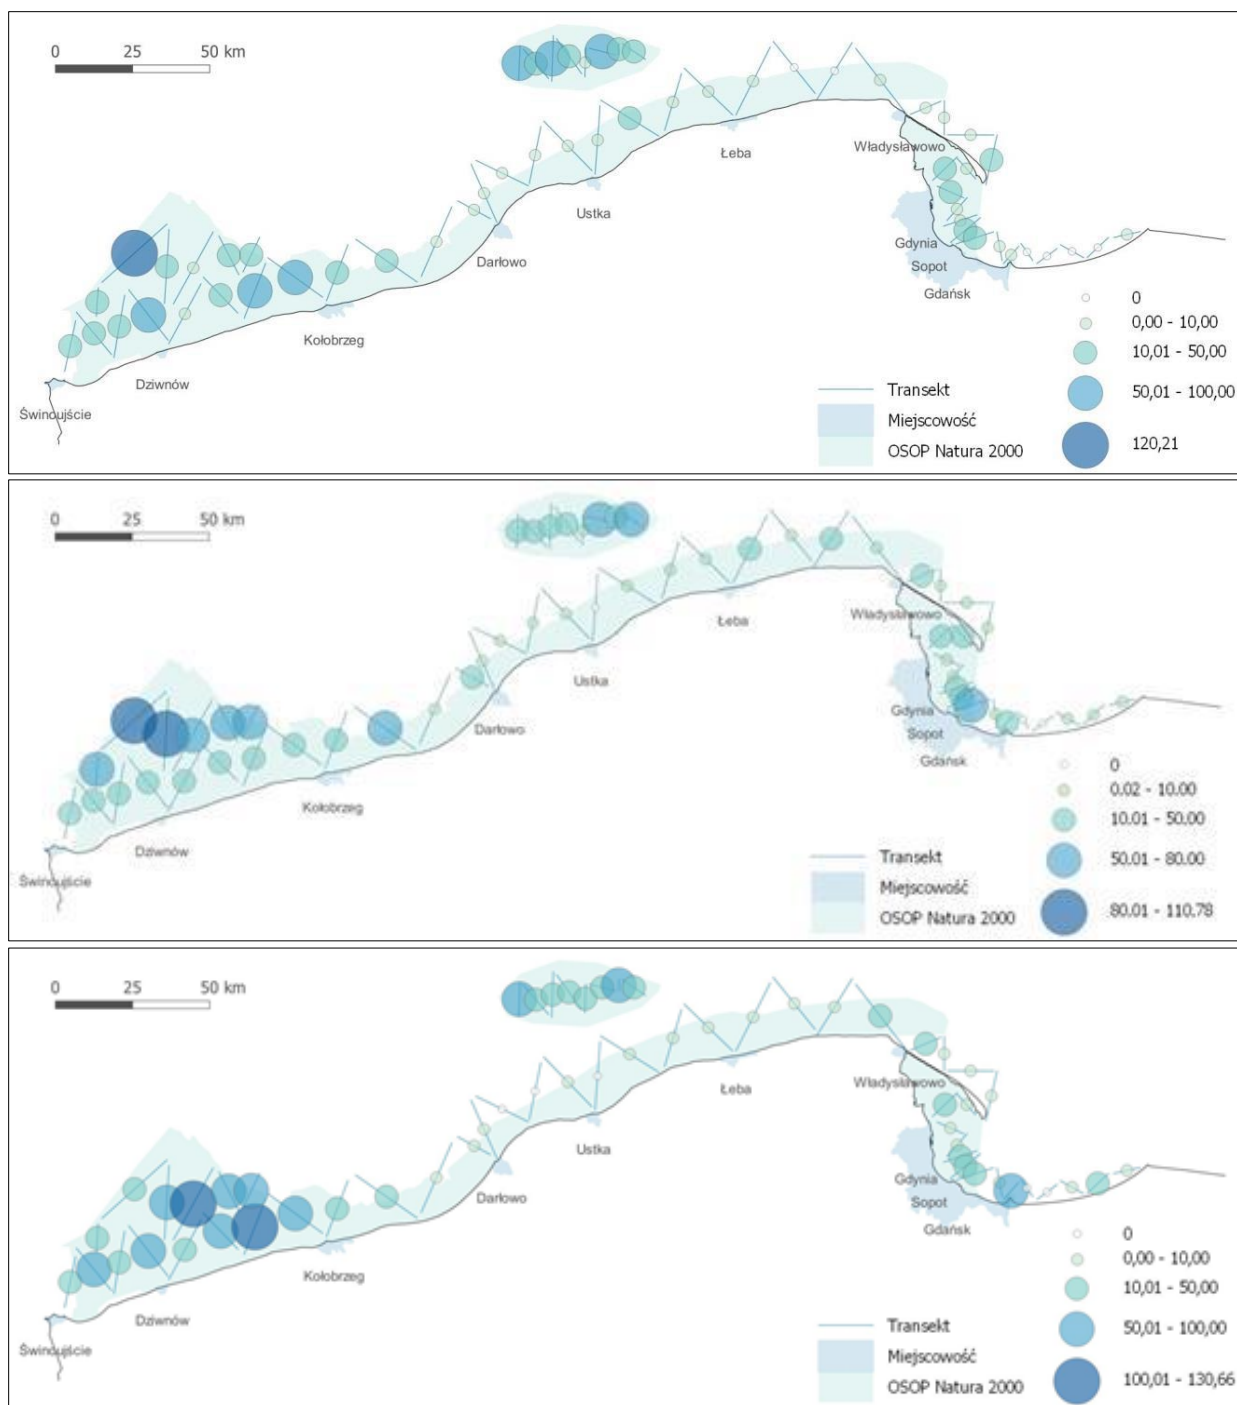 0 25 50 km
Łeba
Władysławowo
Ustka
Darłowo
Gdynia
Sopot
Gdańsk
Kołobrzeg
Dziwnów
Świnoujście
0
0,00 - 10,00
10,01 - 50,00
50,01 - 100,00
120,21
Transekt
Miejscowość
OSOP Natura 2000
0 25 50 km
Łeba
Władysławowo
Ustka
Darłowo
Gdynia
Sopot
Gdańsk
Kołobrzeg
Dziwnów
Świnoujście
0
0.02 - 10.00
10.01 - 50.00
50.01 - 80.00
80.01 - 110.78
Transekt
Miejscowość
OSOP Natura 2000
0 25 50 km
Łeba
Władysławowo
Ustka
Darłowo
Gdynia
Sopot
Gdańsk
Kołobrzeg
Dziwnów
Świnoujście
0
0,00 - 10,00
10,01 - 50,00
50,01 - 100,00
100,01 - 130,66
Transekt
Miejscowość
OSOP Natura 2000